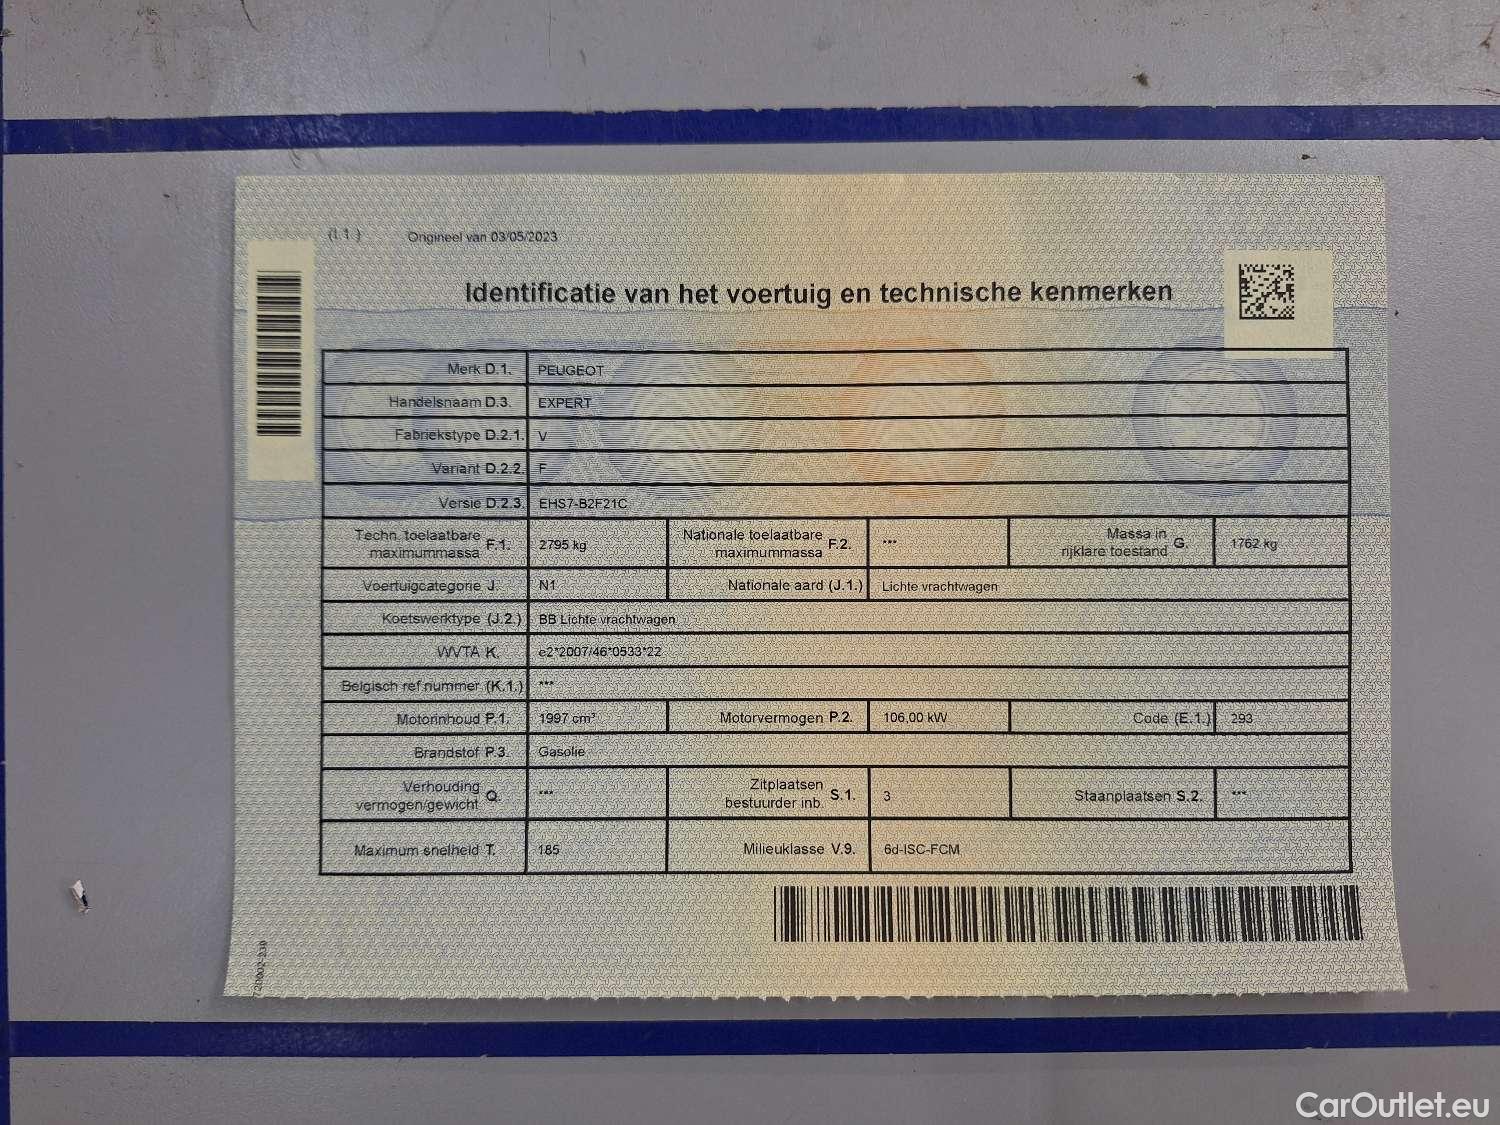 (I.1.) Origineel van 03/05/2023
Identificatie van het voertuig en technische kenmerken
Merk D.1. PEUGEOT
Handelsnaam D.3. EXPERT
Fabriekstype D.2.1. V
Variant D.2.2. F
Versie D.2.3. EHS7-B2F21C
Techn. toelaatbare maximummassa F.1. 2795 kg Nationale toelaatbare maximummassa F.2. *** Massa in rijklare toestand G. 1762 kg
Voertuigcategorie J. N1 Nationale aard (J.1.) Lichte vrachtwagen
Koetswerktype (J.2.) BB Lichte vrachtwagen
WVTA K. e2*2007/46*0533*22
Belgisch ref.nummer (K.1.) ***
Motorinhoud P.1. 1997 cm³ Motorvermogen P.2. 106,00 kW Code (E.1.) 293
Brandstof P.3. Gasolie
Verhouding vermogen/gewicht Q. *** Zitplaatsen bestuurder inb. S.1. 3 Staanplaatsen S.2. ***
Maximum snelheid T. 185 Milieuklasse V.9. 6d-ISC-FCM
CarOutlet.eu